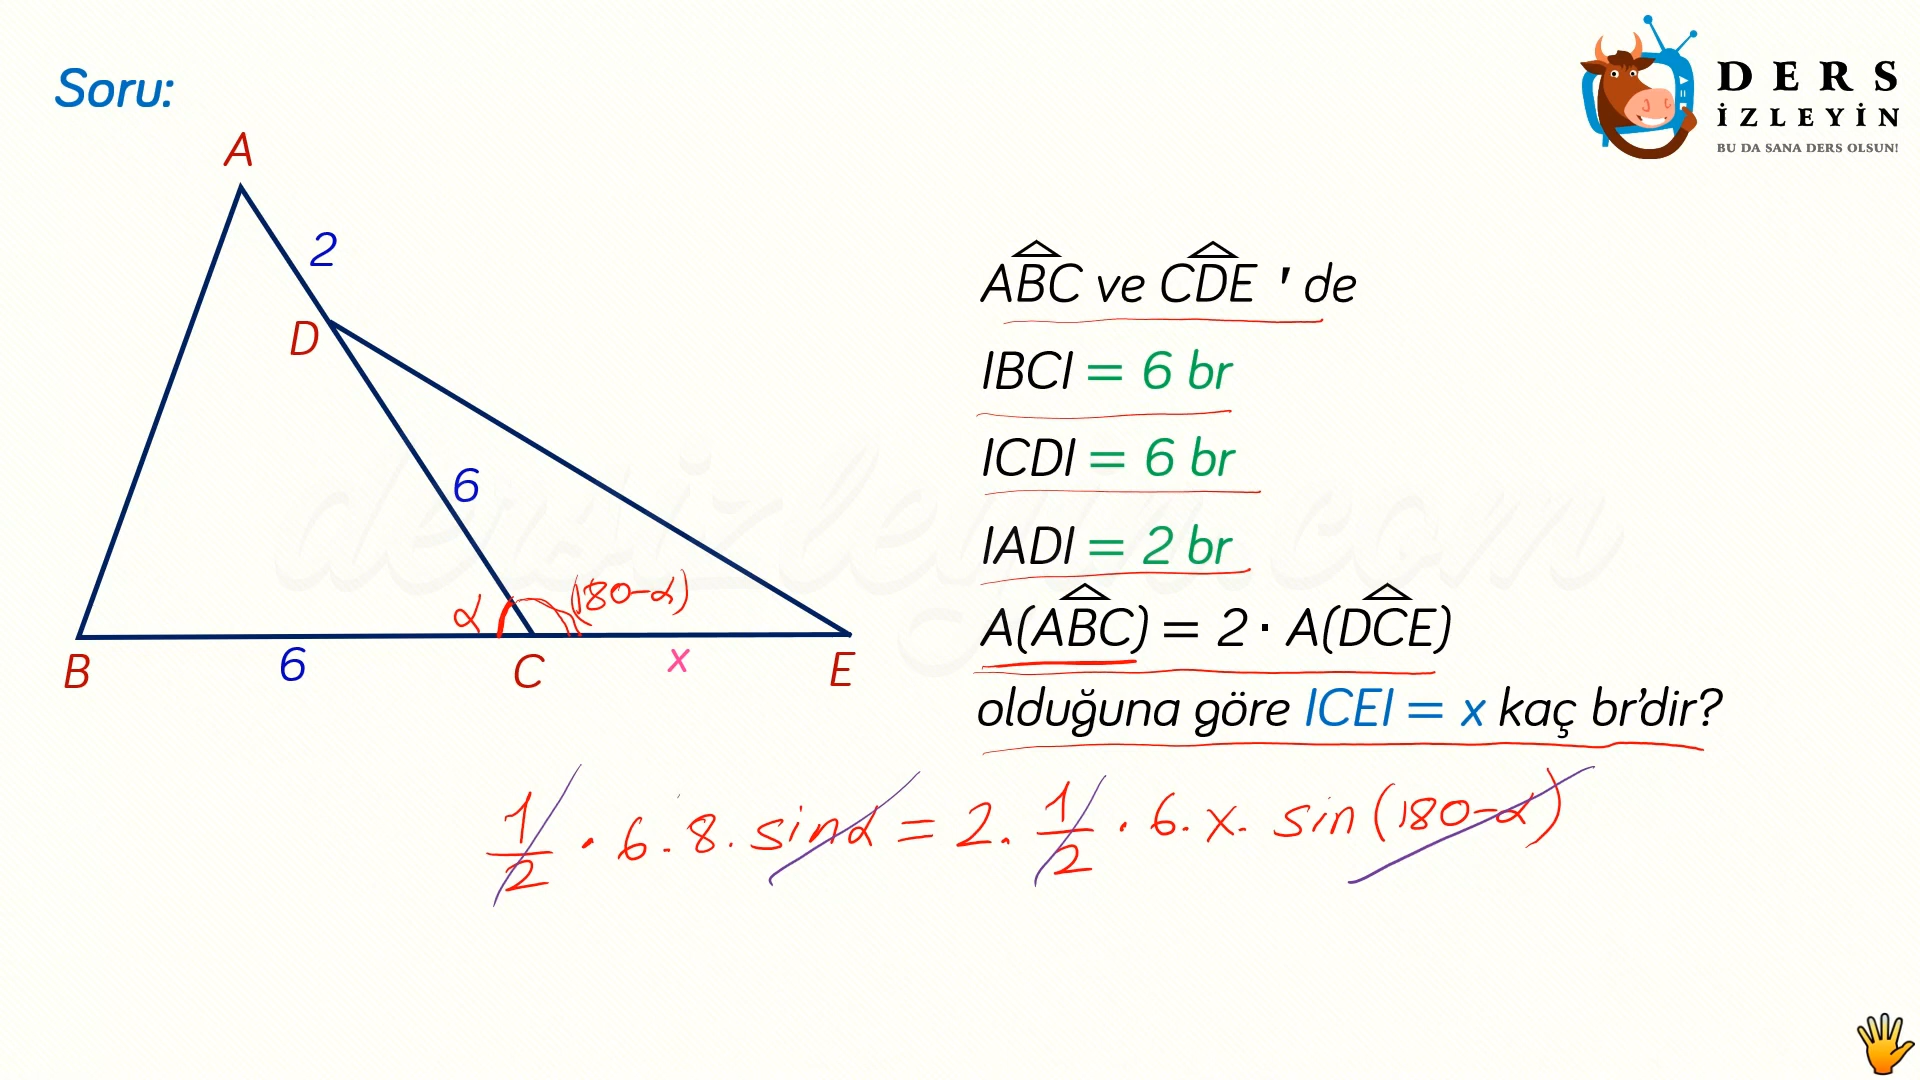 Soru:
DERS
İZLEYİN
BU DA SANA DERS OLSUN!
A
2
D
6
α
(180-α)
B
6
C
x
E
ABC ve CDE ' de
IBCI = 6 br
ICDI = 6 br
IADI = 2 br
A(ABC) = 2 · A(DCE)
olduğuna göre ICEI = x kaç br’dir?
1/2 · 6 . 8 . sinα = 2 . 1/2 · 6 . x . sin(180-α)
dersizleyin.com